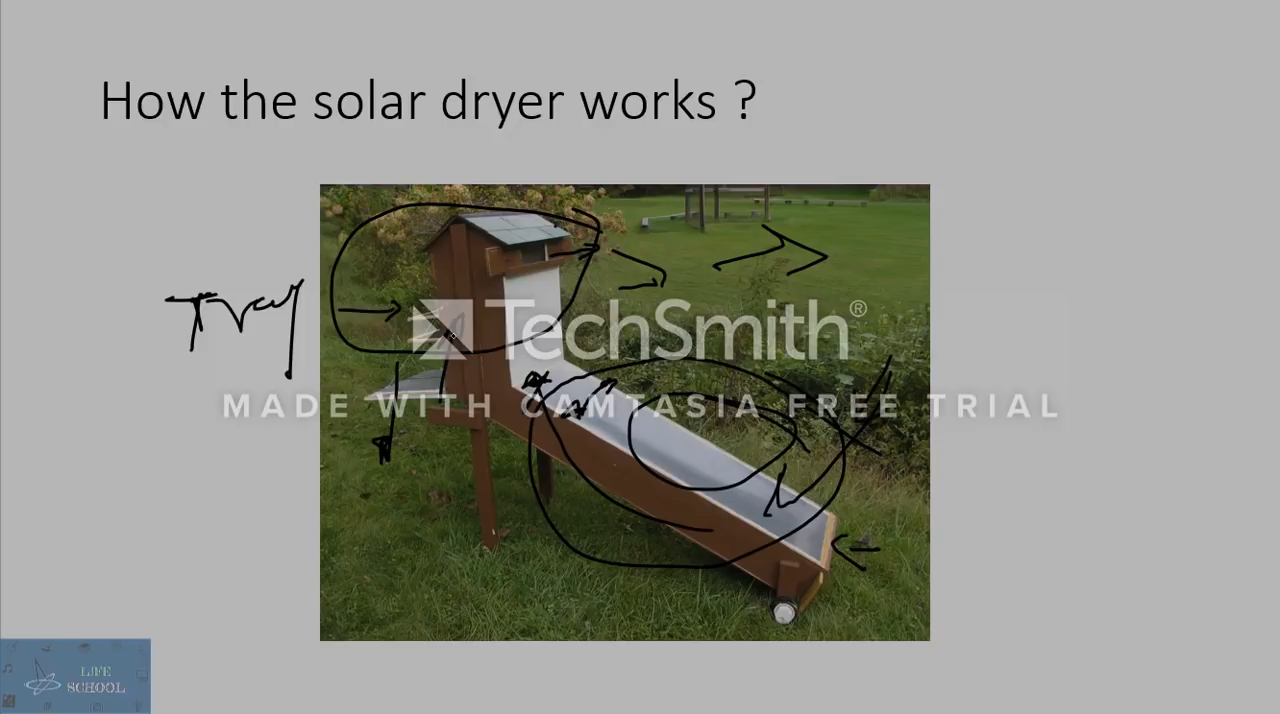 How the solar dryer works ?
Tray
TechSmith®
MADE WITH CAMTASIA FREE TRIAL
LIFE
SCHOOL